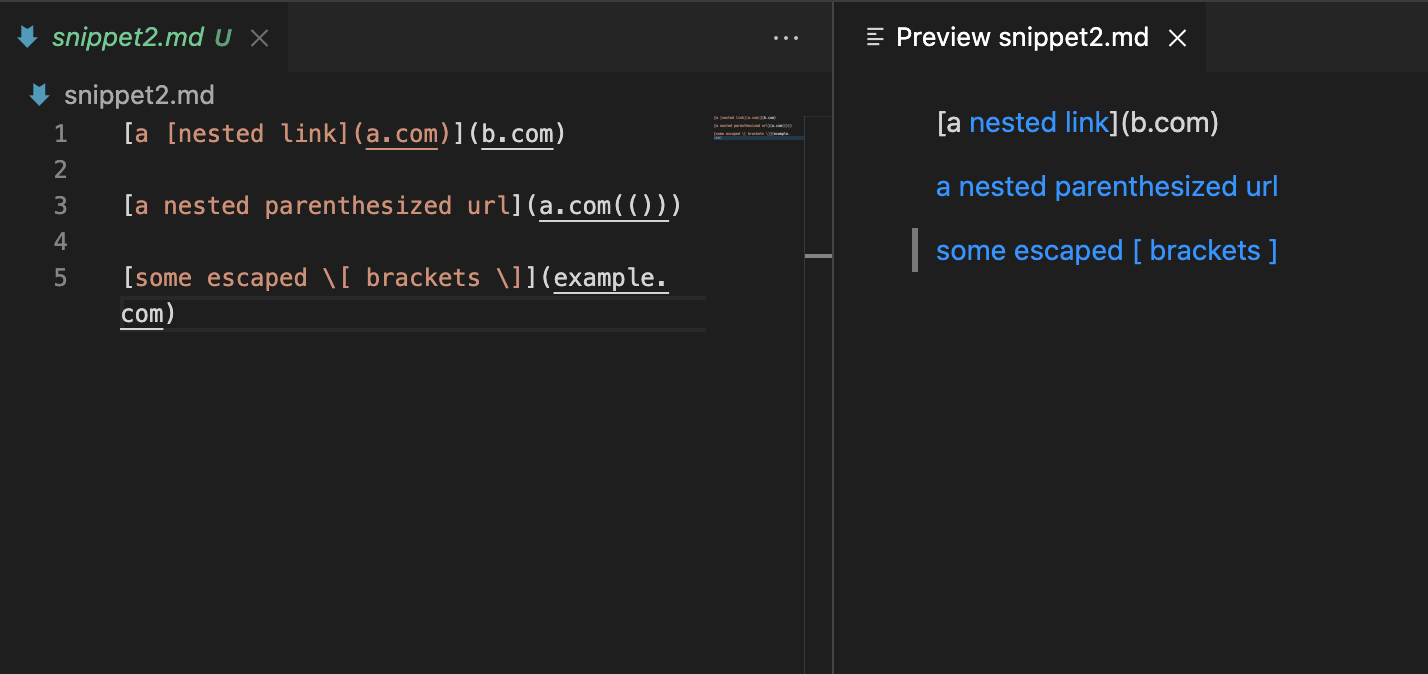 snippet2.md U
Preview snippet2.md
snippet2.md
1 [a [nested link](a.com)](b.com)
2
3 [a nested parenthesized url](a.com(()))
4
5 [some escaped \[ brackets \]](example.
com)
[a nested link](b.com)
a nested parenthesized url
some escaped [ brackets ]